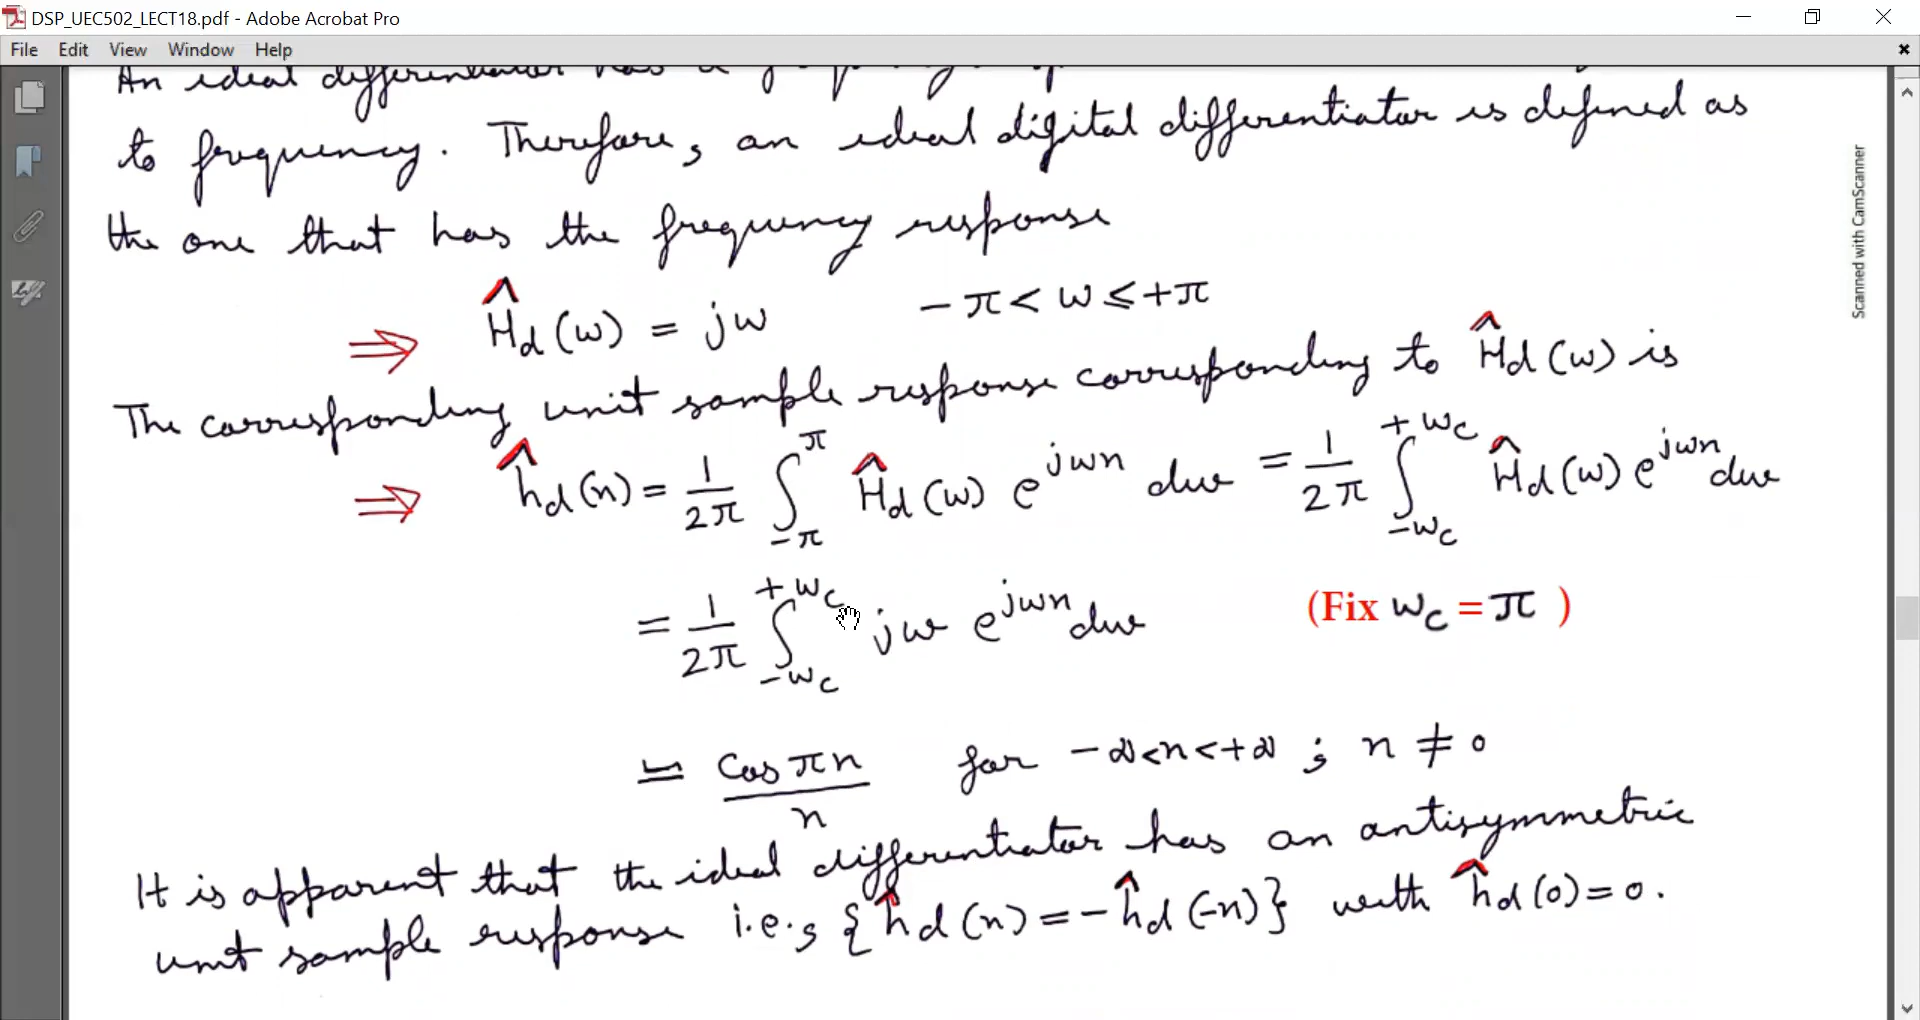 DSP_UEC502_LECT18.pdf - Adobe Acrobat Pro
File Edit View Window Help
An ideal differentiator has a
to frequency. Therefore, an ideal digital differentiator is defined as
the one that has the frequency response
⇒ Ĥd(ω) = jω -π < ω ≤ +π
The corresponding unit sample response corresponding to Ĥd(ω) is
⇒ ĥd(n) = 1/2π ∫_{-π}^{π} Ĥd(ω) e^{jωn} dω = 1/2π ∫_{-ωc}^{+ωc} Ĥd(ω) e^{jωn} dω
= 1/2π ∫_{-ωc}^{+ωc} jω e^{jωn} dω (Fix ωc = π )
= Cos πn / n for -∞<n<+∞ ; n ≠ 0
It is apparent that the ideal differentiator has an antisymmetric
unit sample response i.e., {ĥd(n) = -ĥd(-n)} with ĥd(0) = 0.
Scanned with CamScanner